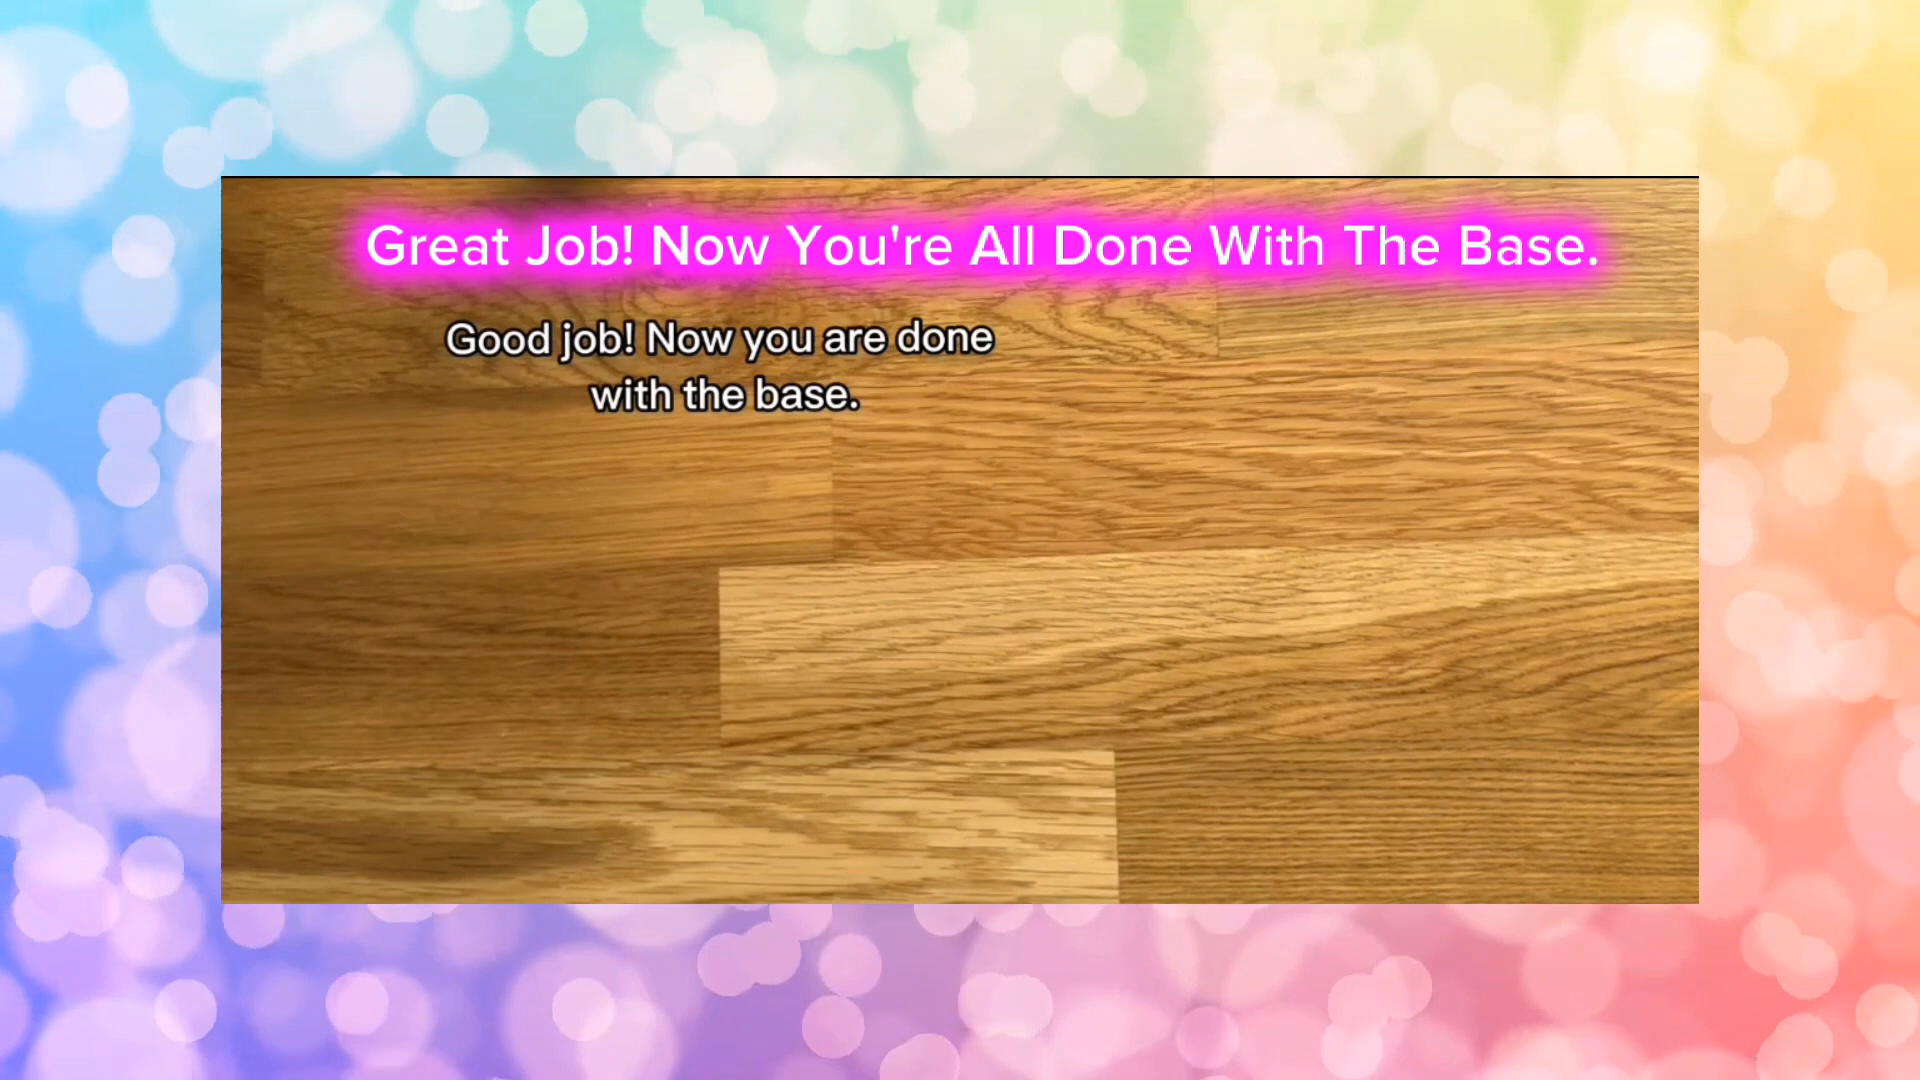 Great Job! Now You're All Done With The Base.
Good job! Now you are done
with the base.